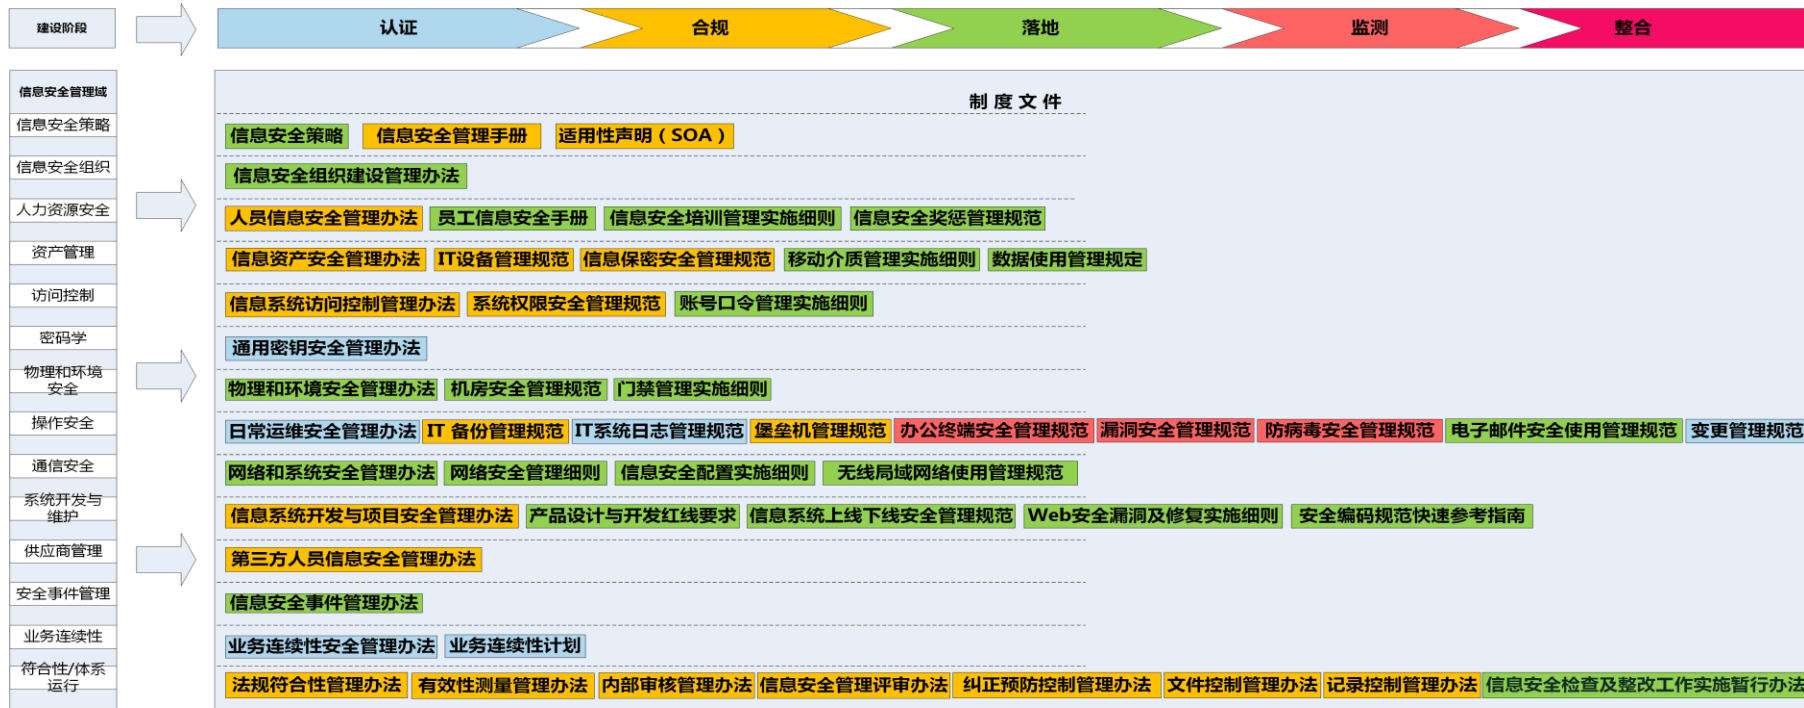 建设阶段
认证 合规 落地 监测 整合
信息安全管理域
制 度 文 件
信息安全策略
信息安全策略 信息安全管理手册 适用性声明（SOA）
信息安全组织
信息安全组织建设管理办法
人力资源安全
人员信息安全管理办法 员工信息安全手册 信息安全培训管理实施细则 信息安全奖惩管理规范
资产管理
信息资产安全管理办法 IT设备管理规范 信息保密安全管理规范 移动介质管理实施细则 数据使用管理规定
访问控制
信息系统访问控制管理办法 系统权限安全管理规范 账号口令管理实施细则
密码学
通用密钥安全管理办法
物理和环境
安全
物理和环境安全管理办法 机房安全管理规范 门禁管理实施细则
操作安全
日常运维安全管理办法 IT 备份管理规范 IT系统日志管理规范 堡垒机管理规范 办公终端安全管理规范 漏洞安全管理规范 防病毒安全管理规范 电子邮件安全使用管理规范 变更管理规范
通信安全
网络和系统安全管理办法 网络安全管理细则 信息安全配置实施细则 无线局域网络使用管理规范
系统开发与
维护
信息系统开发与项目安全管理办法 产品设计与开发红线要求 信息系统上线下线安全管理规范 Web安全漏洞及修复实施细则 安全编码规范快速参考指南
供应商管理
第三方人员信息安全管理办法
安全事件管理
信息安全事件管理办法
业务连续性
业务连续性安全管理办法 业务连续性计划
符合性/体系
运行
法规符合性管理办法 有效性测量管理办法 内部审核管理办法 信息安全管理评审办法 纠正预防控制管理办法 文件控制管理办法 记录控制管理办法 信息安全检查及整改工作实施暂行办法